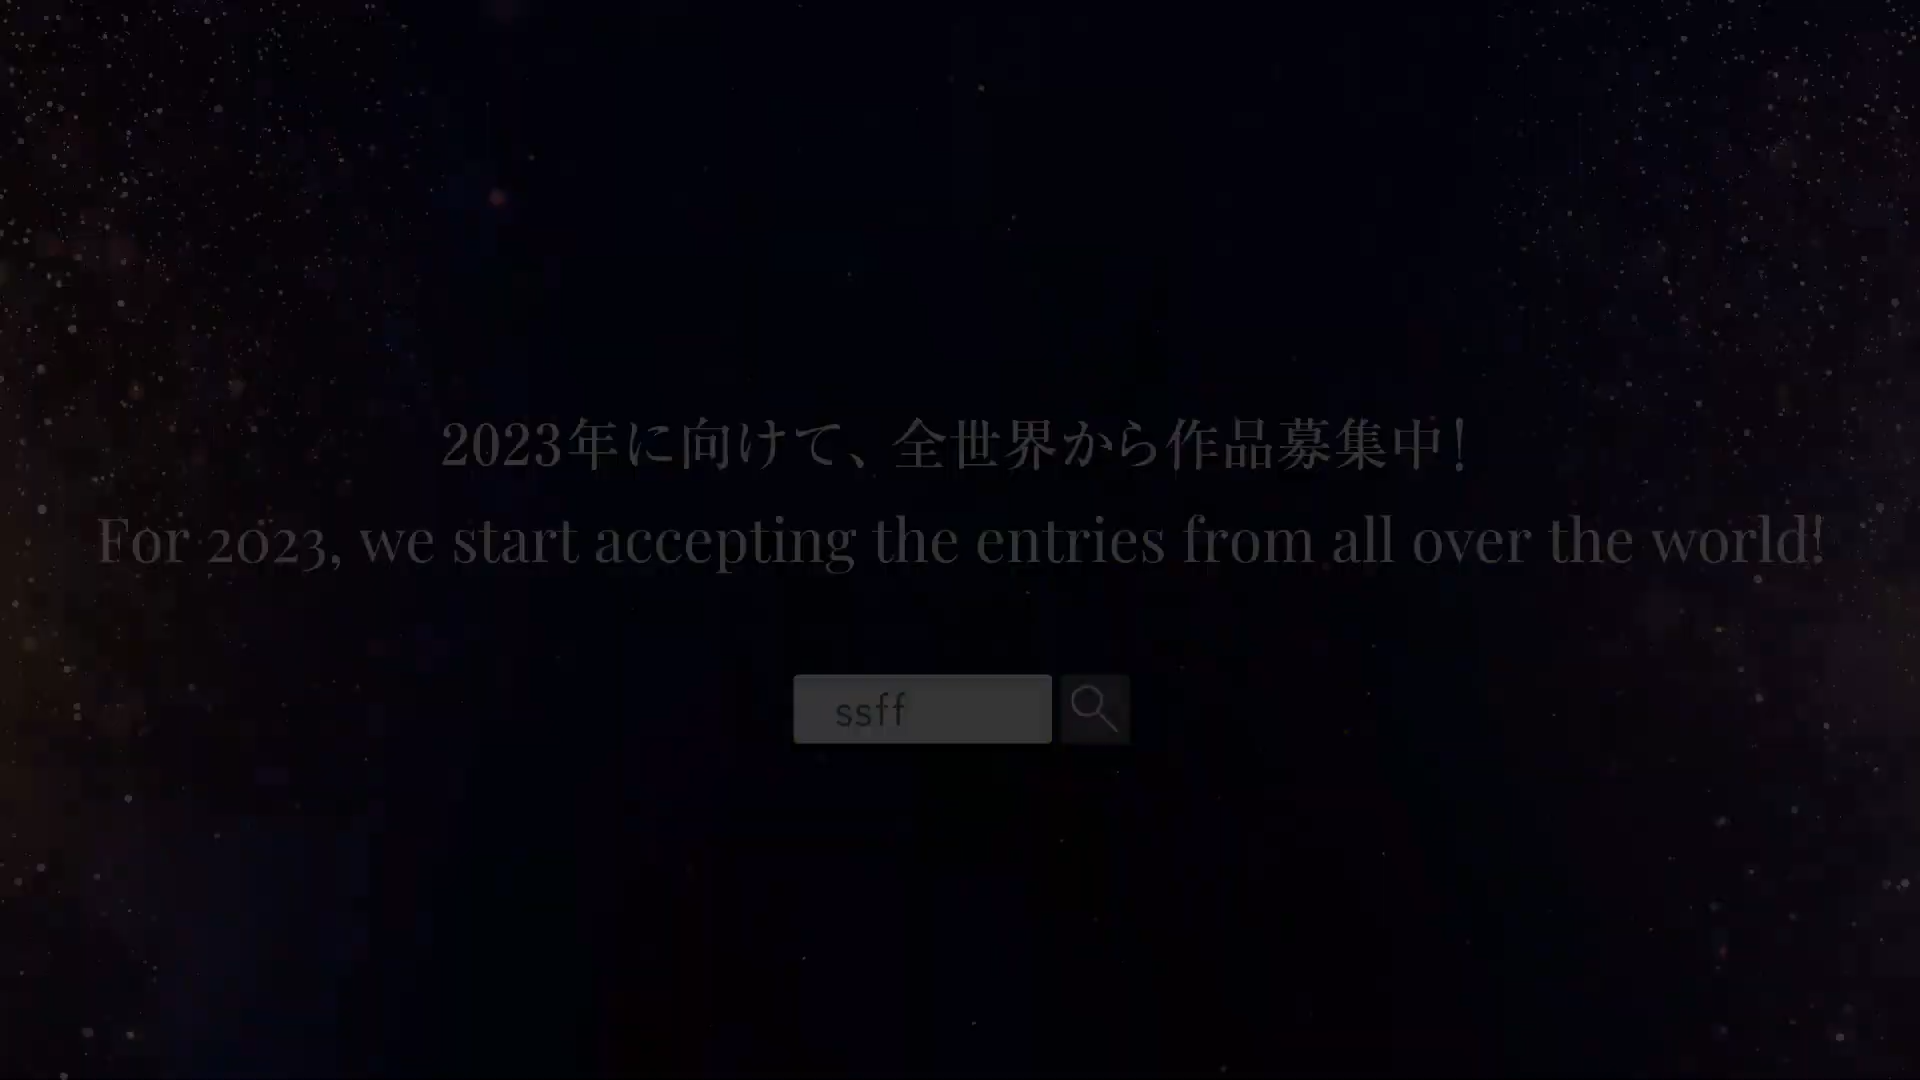 2023年に向けて、全世界から作品募集中!
For 2023, we start accepting the entries from all over the world!
ssff